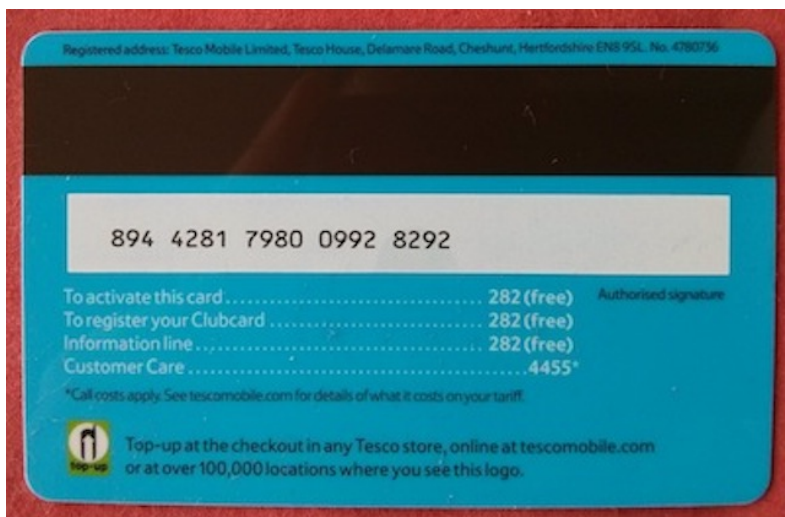 Registered address: Tesco Mobile Limited, Tesco House, Delamare Road, Cheshunt, Hertfordshire EN8 9SL. No. 4780736
894 4281 7980 0992 8292
To activate this card.................................... 282 (free) Authorised signature
To register your Clubcard .............................. 282 (free)
Information line......................................... 282 (free)
Customer Care................................................4455*
*Call costs apply. See tescomobile.com for details of what it costs on your tariff.
Top-up at the checkout in any Tesco store, online at tescomobile.com
top-up or at over 100,000 locations where you see this logo.